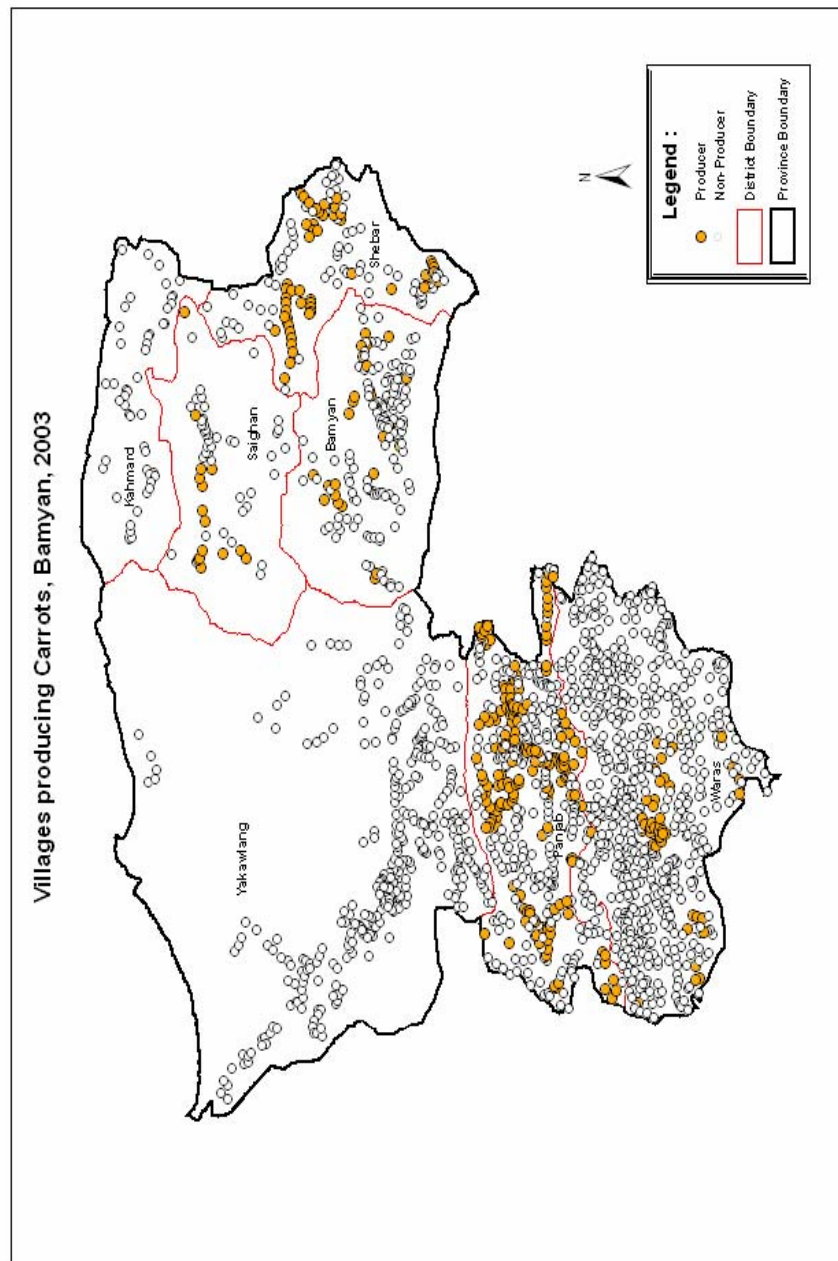 Villages producing Carrots, Bamyan, 2003
Kahmard
Saighan
Shebar
Yakawlang
Bamyan
Panjab
Waras
N
Legend :
Producer
Non-Producer
District Boundary
Province Boundary